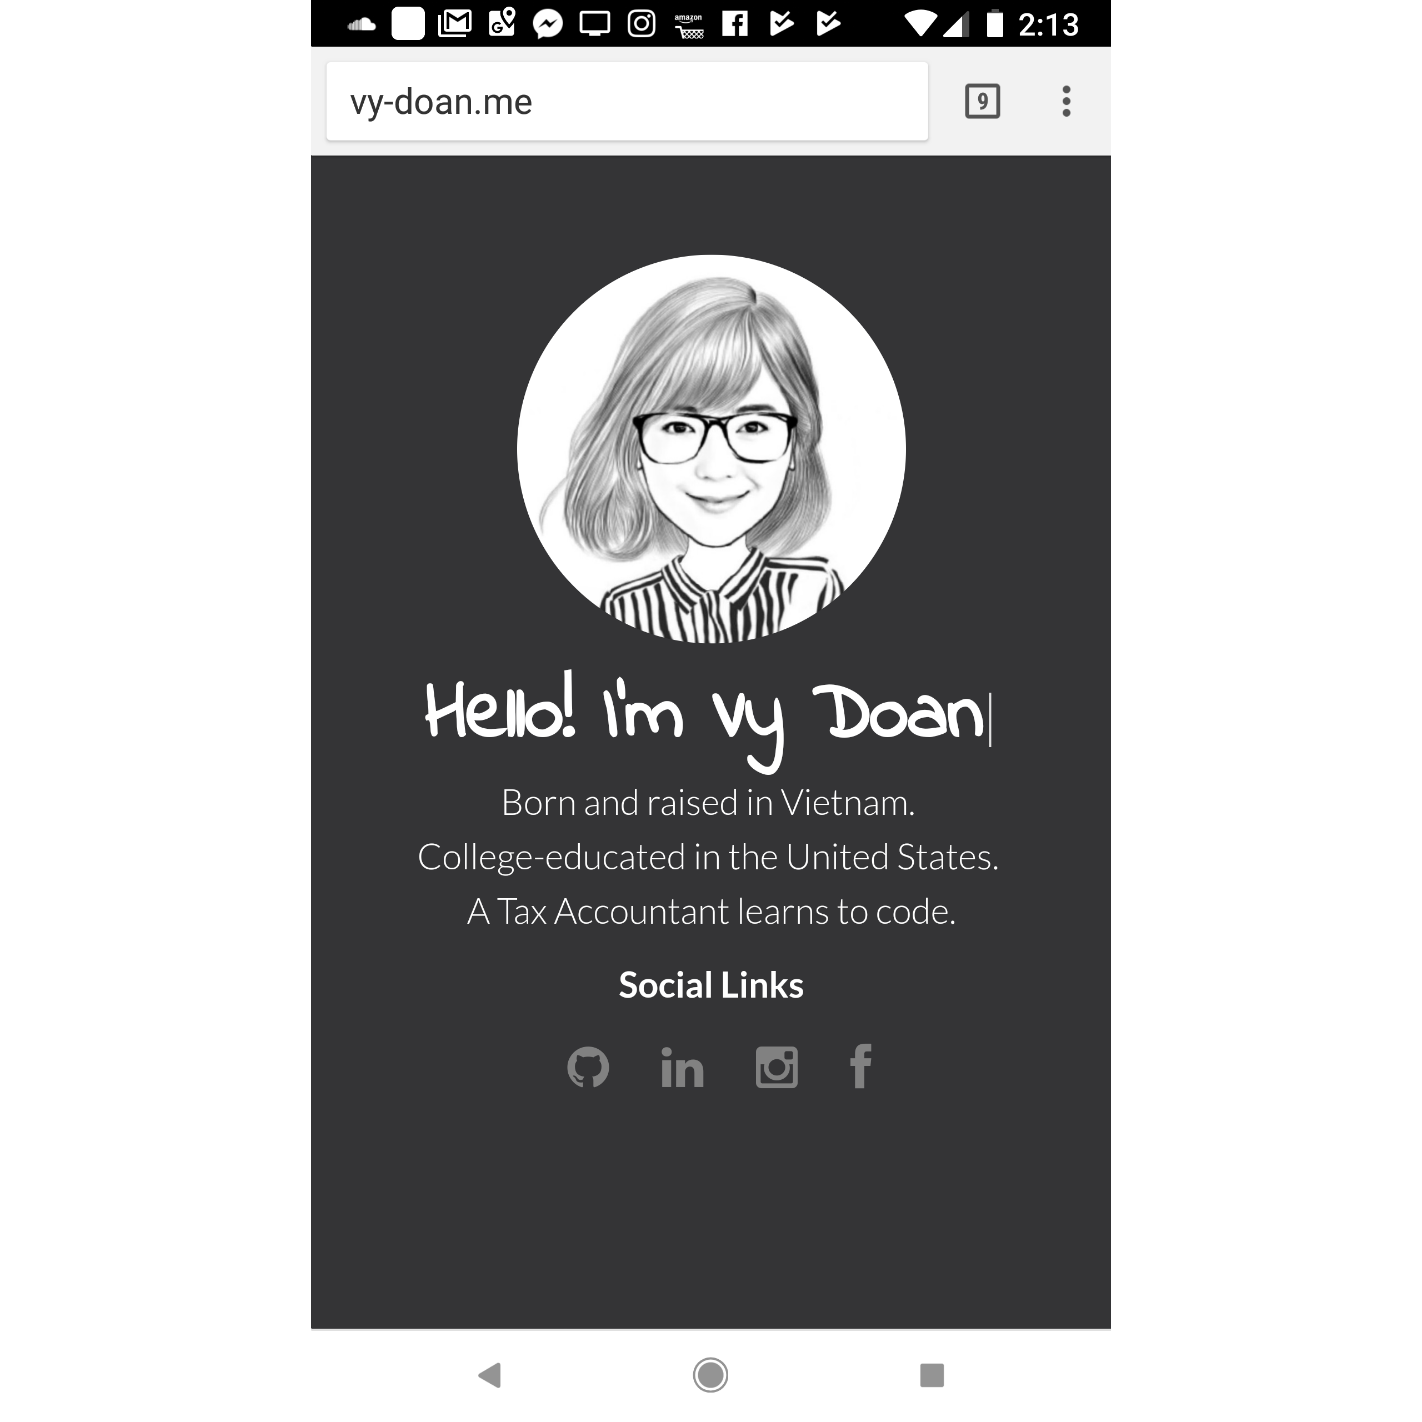 amazon
2:13
vy-doan.me
9
Hello! I'm Vy Doan
Born and raised in Vietnam.
College-educated in the United States.
A Tax Accountant learns to code.
Social Links
in
f